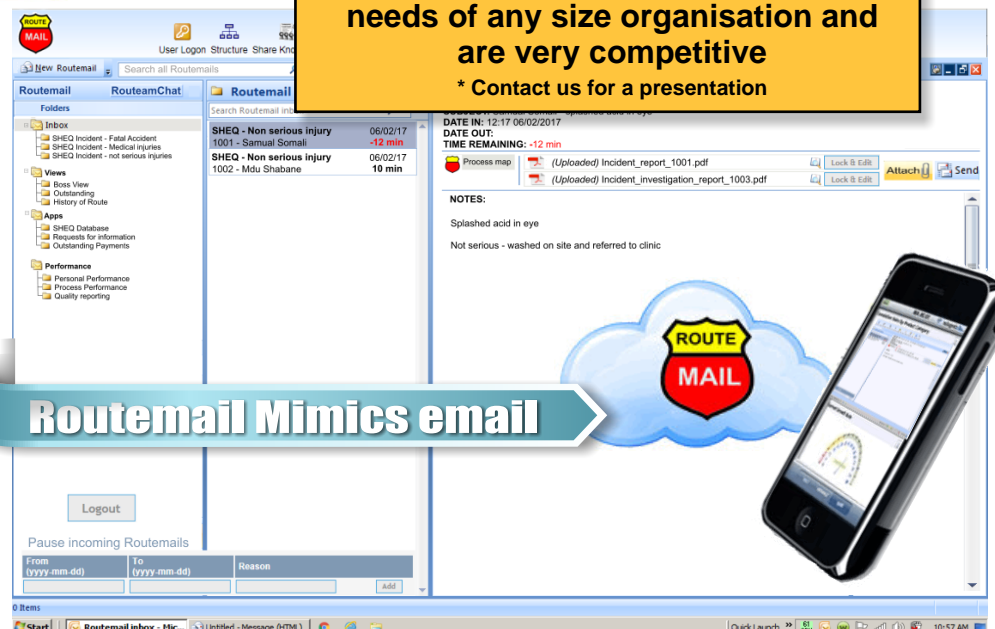 needs of any size organisation and
are very competitive
* Contact us for a presentation
ROUTE
MAIL
User Logon Structure Share
New Routemail
Search all Routemails
Routemail RouteamChat
Folders
Inbox
SHEQ Incident - Fatal Accident
SHEQ Incident - Medical injuries
SHEQ Incident - not serious injuries
Views
Boss View
Outstanding
History of Route
Apps
SHEQ Database
Requests for information
Outstanding Payments
Performance
Personal Performance
Process Performance
Quality reporting
Routemail
Search Routemail
SHEQ - Non serious injury 06/02/17
1001 - Samual Somali -12 min
SHEQ - Non serious injury 06/02/17
1002 - Mdu Shabane 10 min
DATE IN: 12:17 06/02/2017
DATE OUT:
TIME REMAINING: -12 min
Process map
(Uploaded) Incident_report_1001.pdf Lock & Edit
(Uploaded) Incident_investigation_report_1003.pdf Lock & Edit
Attach Send
NOTES:
Splashed acid in eye
Not serious - washed on site and referred to clinic
ROUTE
MAIL
Routemail Mimics email
Logout
Pause incoming Routemails
From To Reason
(yyyy-mm-dd) (yyyy-mm-dd)
Add
0 Items
Start Routemail inbox - Mic... Untitled - Message (HTML) Quick Launch » 10:57 AM